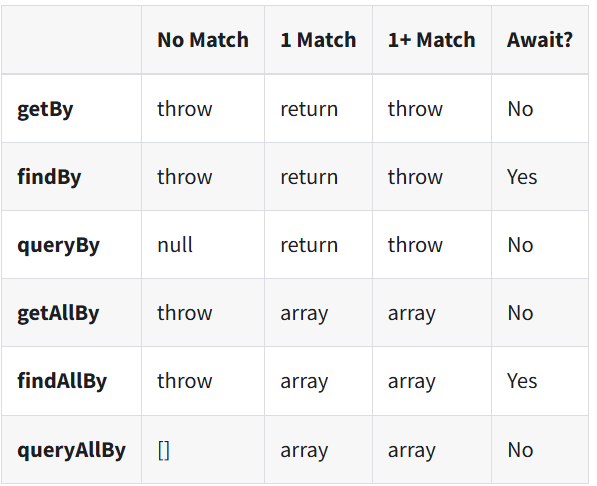 No Match 1 Match 1+ Match Await?
getBy throw return throw No
findBy throw return throw Yes
queryBy null return throw No
getAllBy throw array array No
findAllBy throw array array Yes
queryAllBy [] array array No